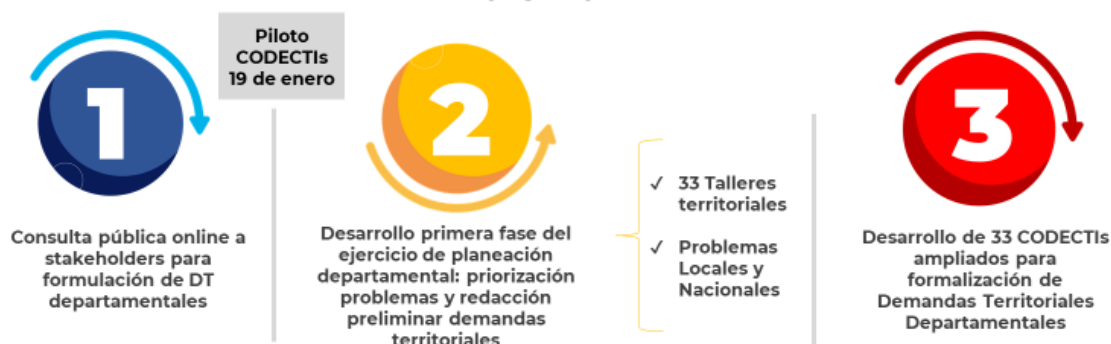 1
Consulta pública online a
stakeholders para
formulación de DT
departamentales
Piloto
CODECTIs
19 de enero
2
Desarrollo primera fase del
ejercicio de planeación
departamental: priorización
problemas y redacción
preliminar demandas
territoriales
✓ 33 Talleres
territoriales
✓ Problemas
Locales y
Nacionales
3
Desarrollo de 33 CODECTIs
ampliados para
formalización de
Demandas Territoriales
Departamentales